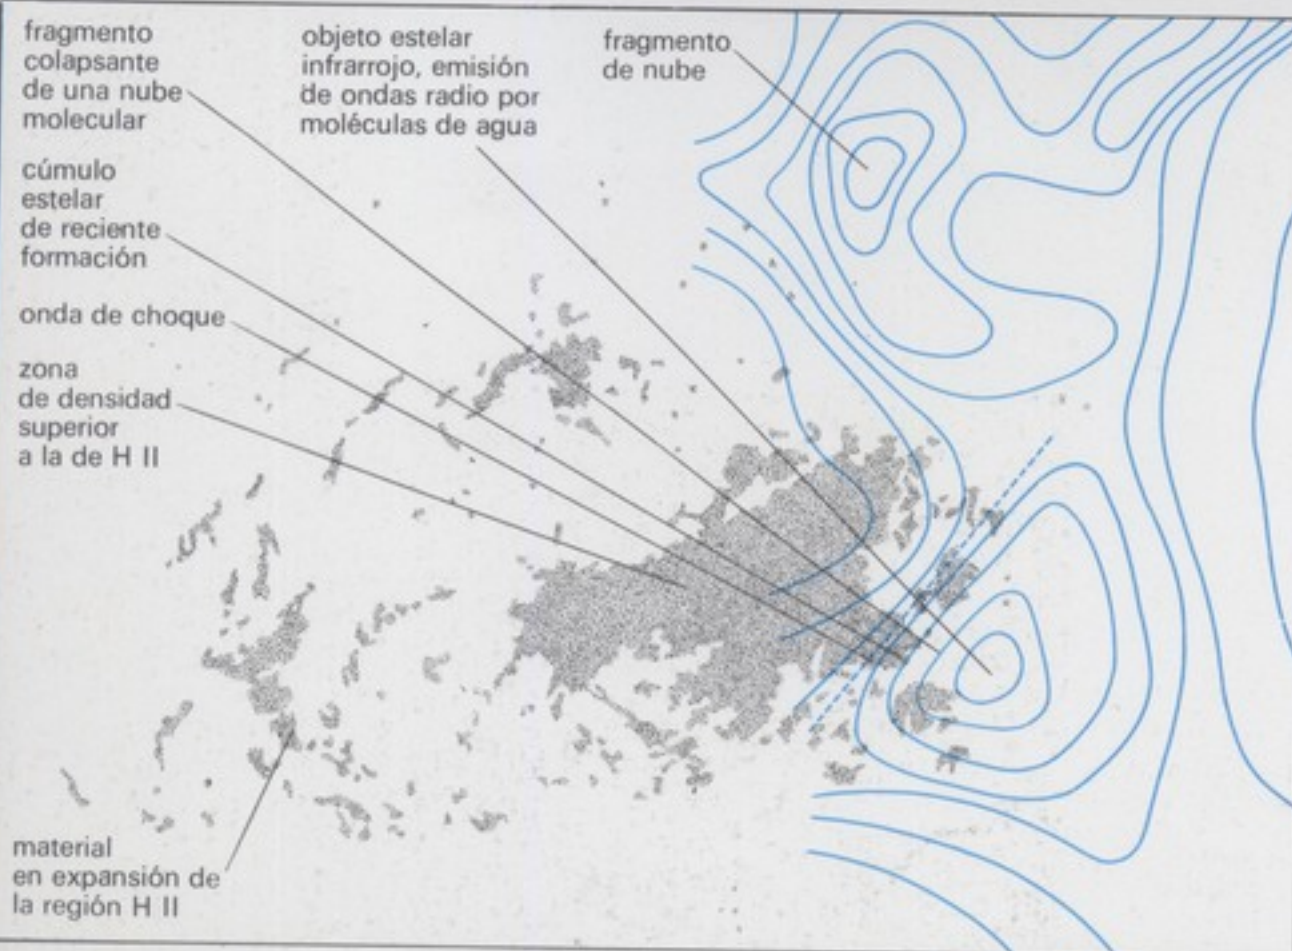 fragmento
colapsante
de una nube
molecular
objeto estelar
infrarrojo, emisión
de ondas radio por
moléculas de agua
fragmento
de nube
cúmulo
estelar
de reciente
formación
onda de choque
zona
de densidad
superior
a la de H II
material
en expansión de
la región H II